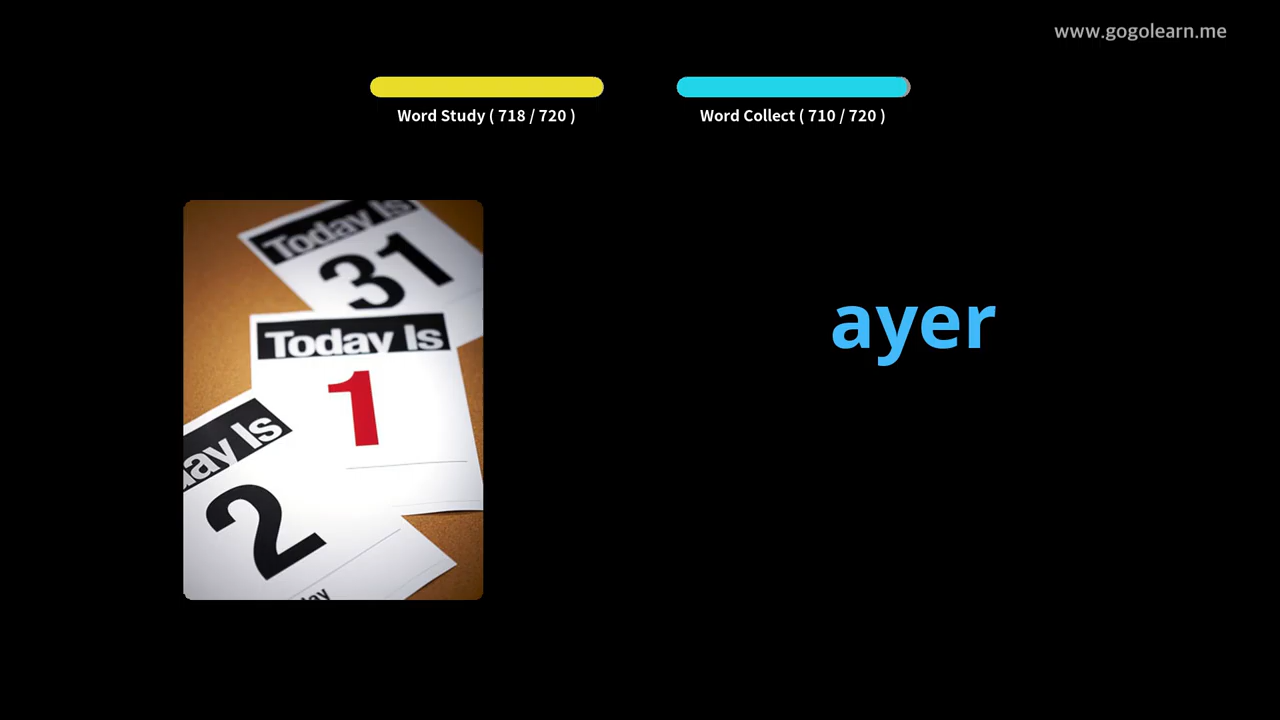 www.gogolearn.me
Word Study ( 718 / 720 )
Word Collect ( 710 / 720 )
Today Is
31
Today Is
1
ay Is
2
ay
ayer